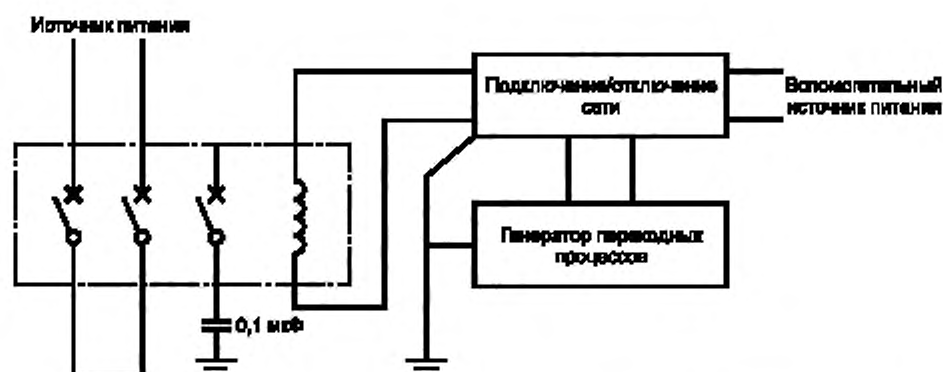 Источник питания
Подключение/отключение
сети
Вспомогательный
источник питания
Генератор переходных
процессов
0,1 мкФ